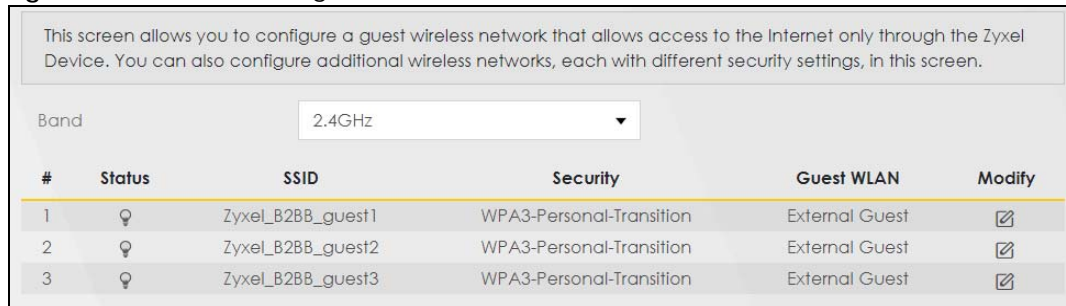 This screen allows you to configure a guest wireless network that allows access to the Internet only through the Zyxel
Device. You can also configure additional wireless networks, each with different security settings, in this screen.
Band 2.4GHz
# Status SSID Security Guest WLAN Modify
1 Zyxel_B2BB_guest1 WPA3-Personal-Transition External Guest
2 Zyxel_B2BB_guest2 WPA3-Personal-Transition External Guest
3 Zyxel_B2BB_guest3 WPA3-Personal-Transition External Guest